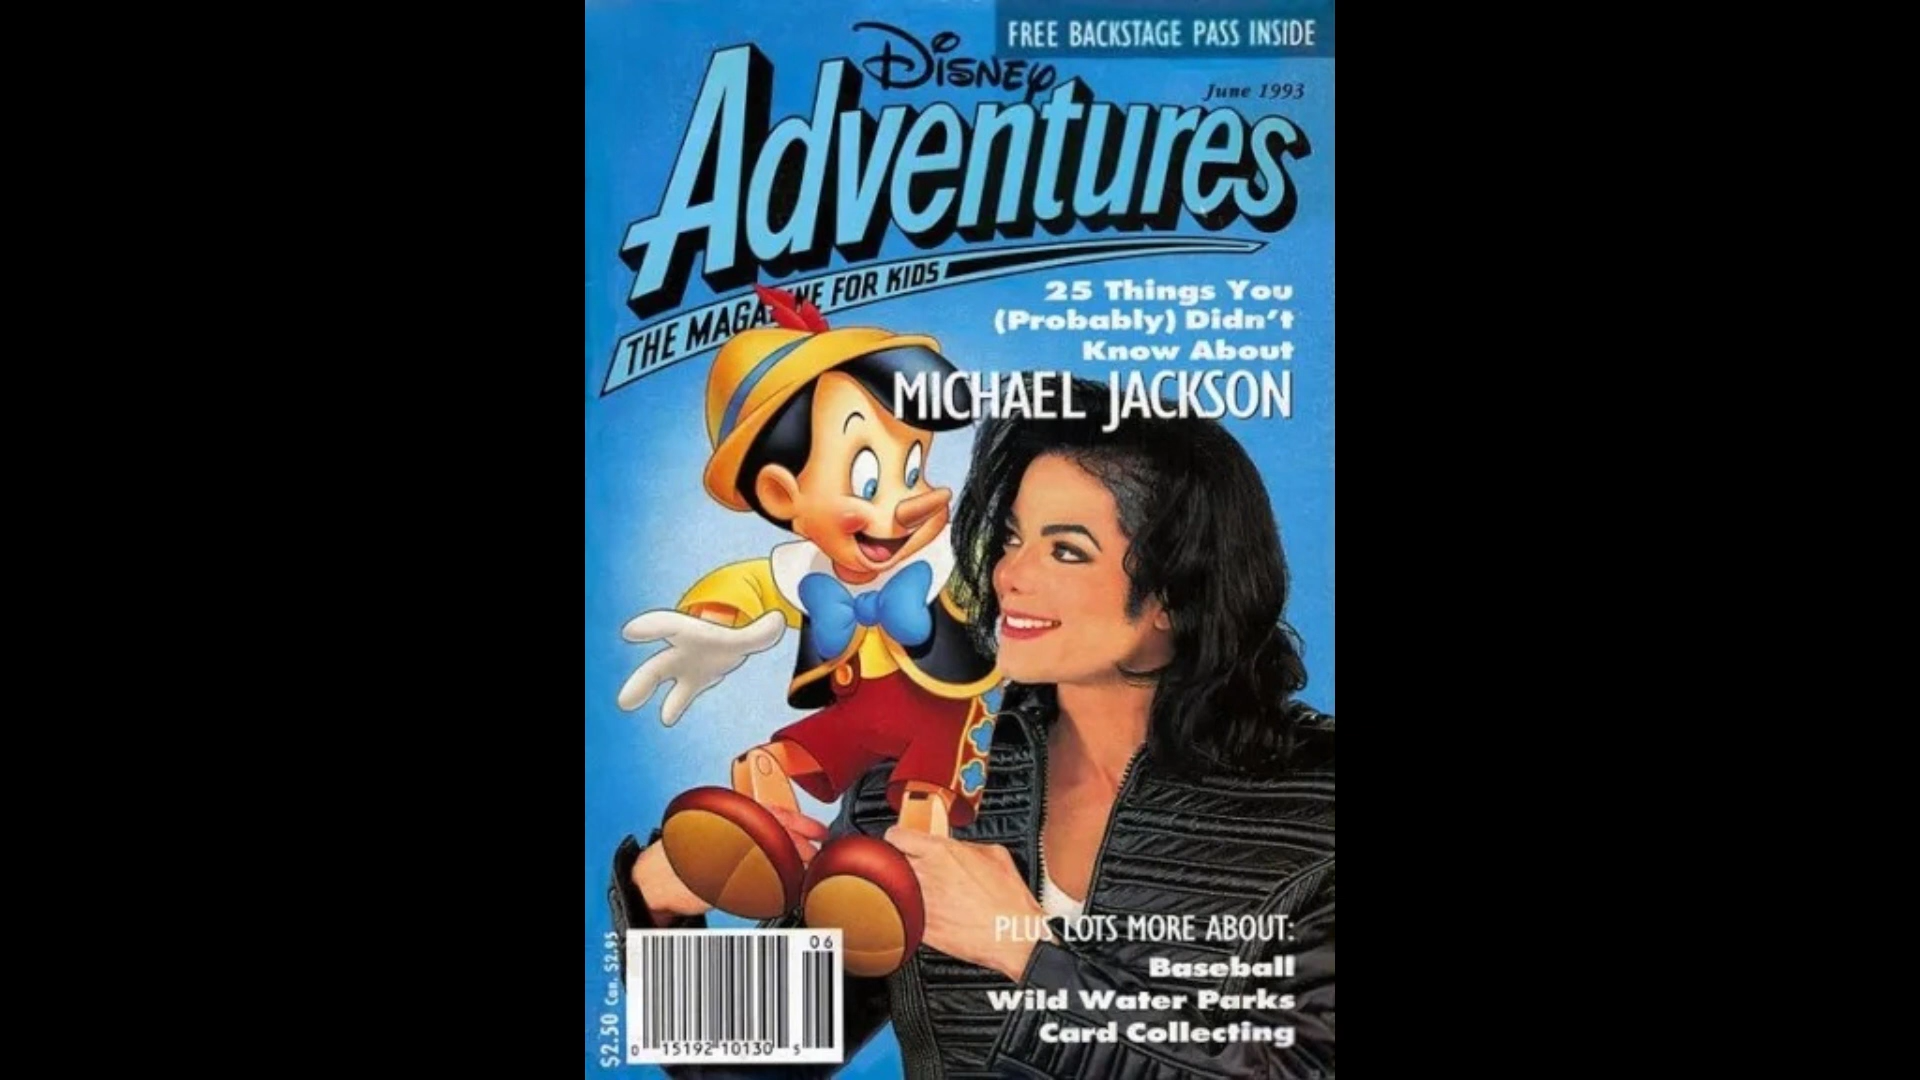 FREE BACKSTAGE PASS INSIDE
Disney
June 1993
Adventures
THE MAGAZINE FOR KIDS
25 Things You
(Probably) Didn't
Know About
MICHAEL JACKSON
PLUS LOTS MORE ABOUT:
Baseball
Wild Water Parks
Card Collecting
$2.50 Can. $2.95
06
0 15192 10130 5